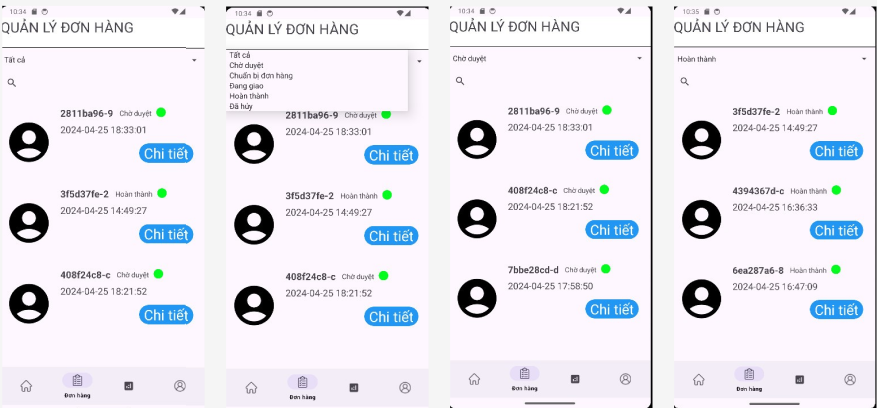 10:34
QUẢN LÝ ĐƠN HÀNG
Tất cả
2811ba96-9 Chờ duyệt
2024-04-25 18:33:01
Chi tiết
3f5d37fe-2 Hoàn thành
2024-04-25 14:49:27
Chi tiết
408f24c8-c Chờ duyệt
2024-04-25 18:21:52
Chi tiết
Đơn hàng
10:34
QUẢN LÝ ĐƠN HÀNG
Tất cả
Chờ duyệt
Chuẩn bị đơn hàng
Đang giao
Hoàn thành
Đã hủy
2811ba96-9 Chờ duyệt
2024-04-25 18:33:01
Chi tiết
3f5d37fe-2 Hoàn thành
2024-04-25 14:49:27
Chi tiết
408f24c8-c Chờ duyệt
2024-04-25 18:21:52
Chi tiết
Đơn hàng
10:34
QUẢN LÝ ĐƠN HÀNG
Chờ duyệt
2811ba96-9 Chờ duyệt
2024-04-25 18:33:01
Chi tiết
408f24c8-c Chờ duyệt
2024-04-25 18:21:52
Chi tiết
7bbe28cd-d Chờ duyệt
2024-04-25 17:58:50
Chi tiết
Đơn hàng
10:35
QUẢN LÝ ĐƠN HÀNG
Hoàn thành
3f5d37fe-2 Hoàn thành
2024-04-25 14:49:27
Chi tiết
4394367d-c Hoàn thành
2024-04-25 16:36:33
Chi tiết
6ea287a6-8 Hoàn thành
2024-04-25 16:47:09
Chi tiết
Đơn hàng